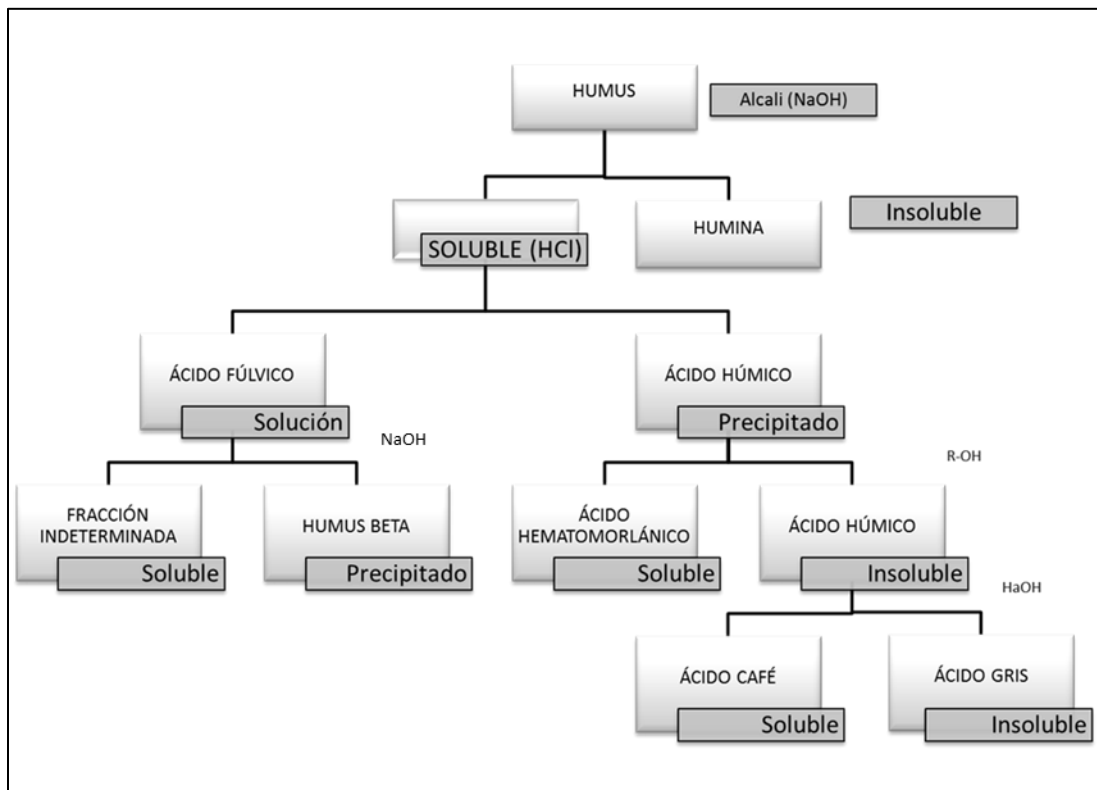 HUMUS
Alcali (NaOH)
HUMINA
Insoluble
SOLUBLE (HCl)
ÁCIDO FÚLVICO
Solución
ÁCIDO HÚMICO
Precipitado
NaOH
R-OH
FRACCIÓN
INDETERMINADA
Soluble
HUMUS BETA
Precipitado
ÁCIDO
HEMATOMORLÁNICO
Soluble
ÁCIDO HÚMICO
Insoluble
HaOH
ÁCIDO CAFÉ
Soluble
ÁCIDO GRIS
Insoluble